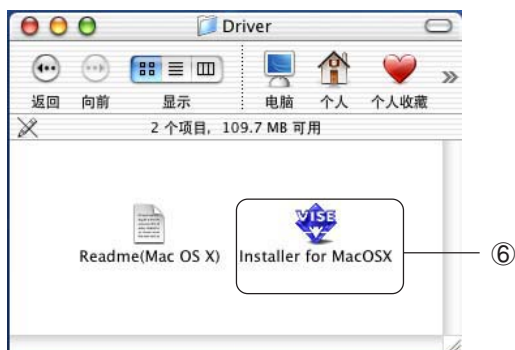 Driver
返回 向前 显示 电脑 个人 个人收藏 »
2 个项目, 109.7 MB 可用
VISE
Readme(Mac OS X) Installer for MacOSX
⑥